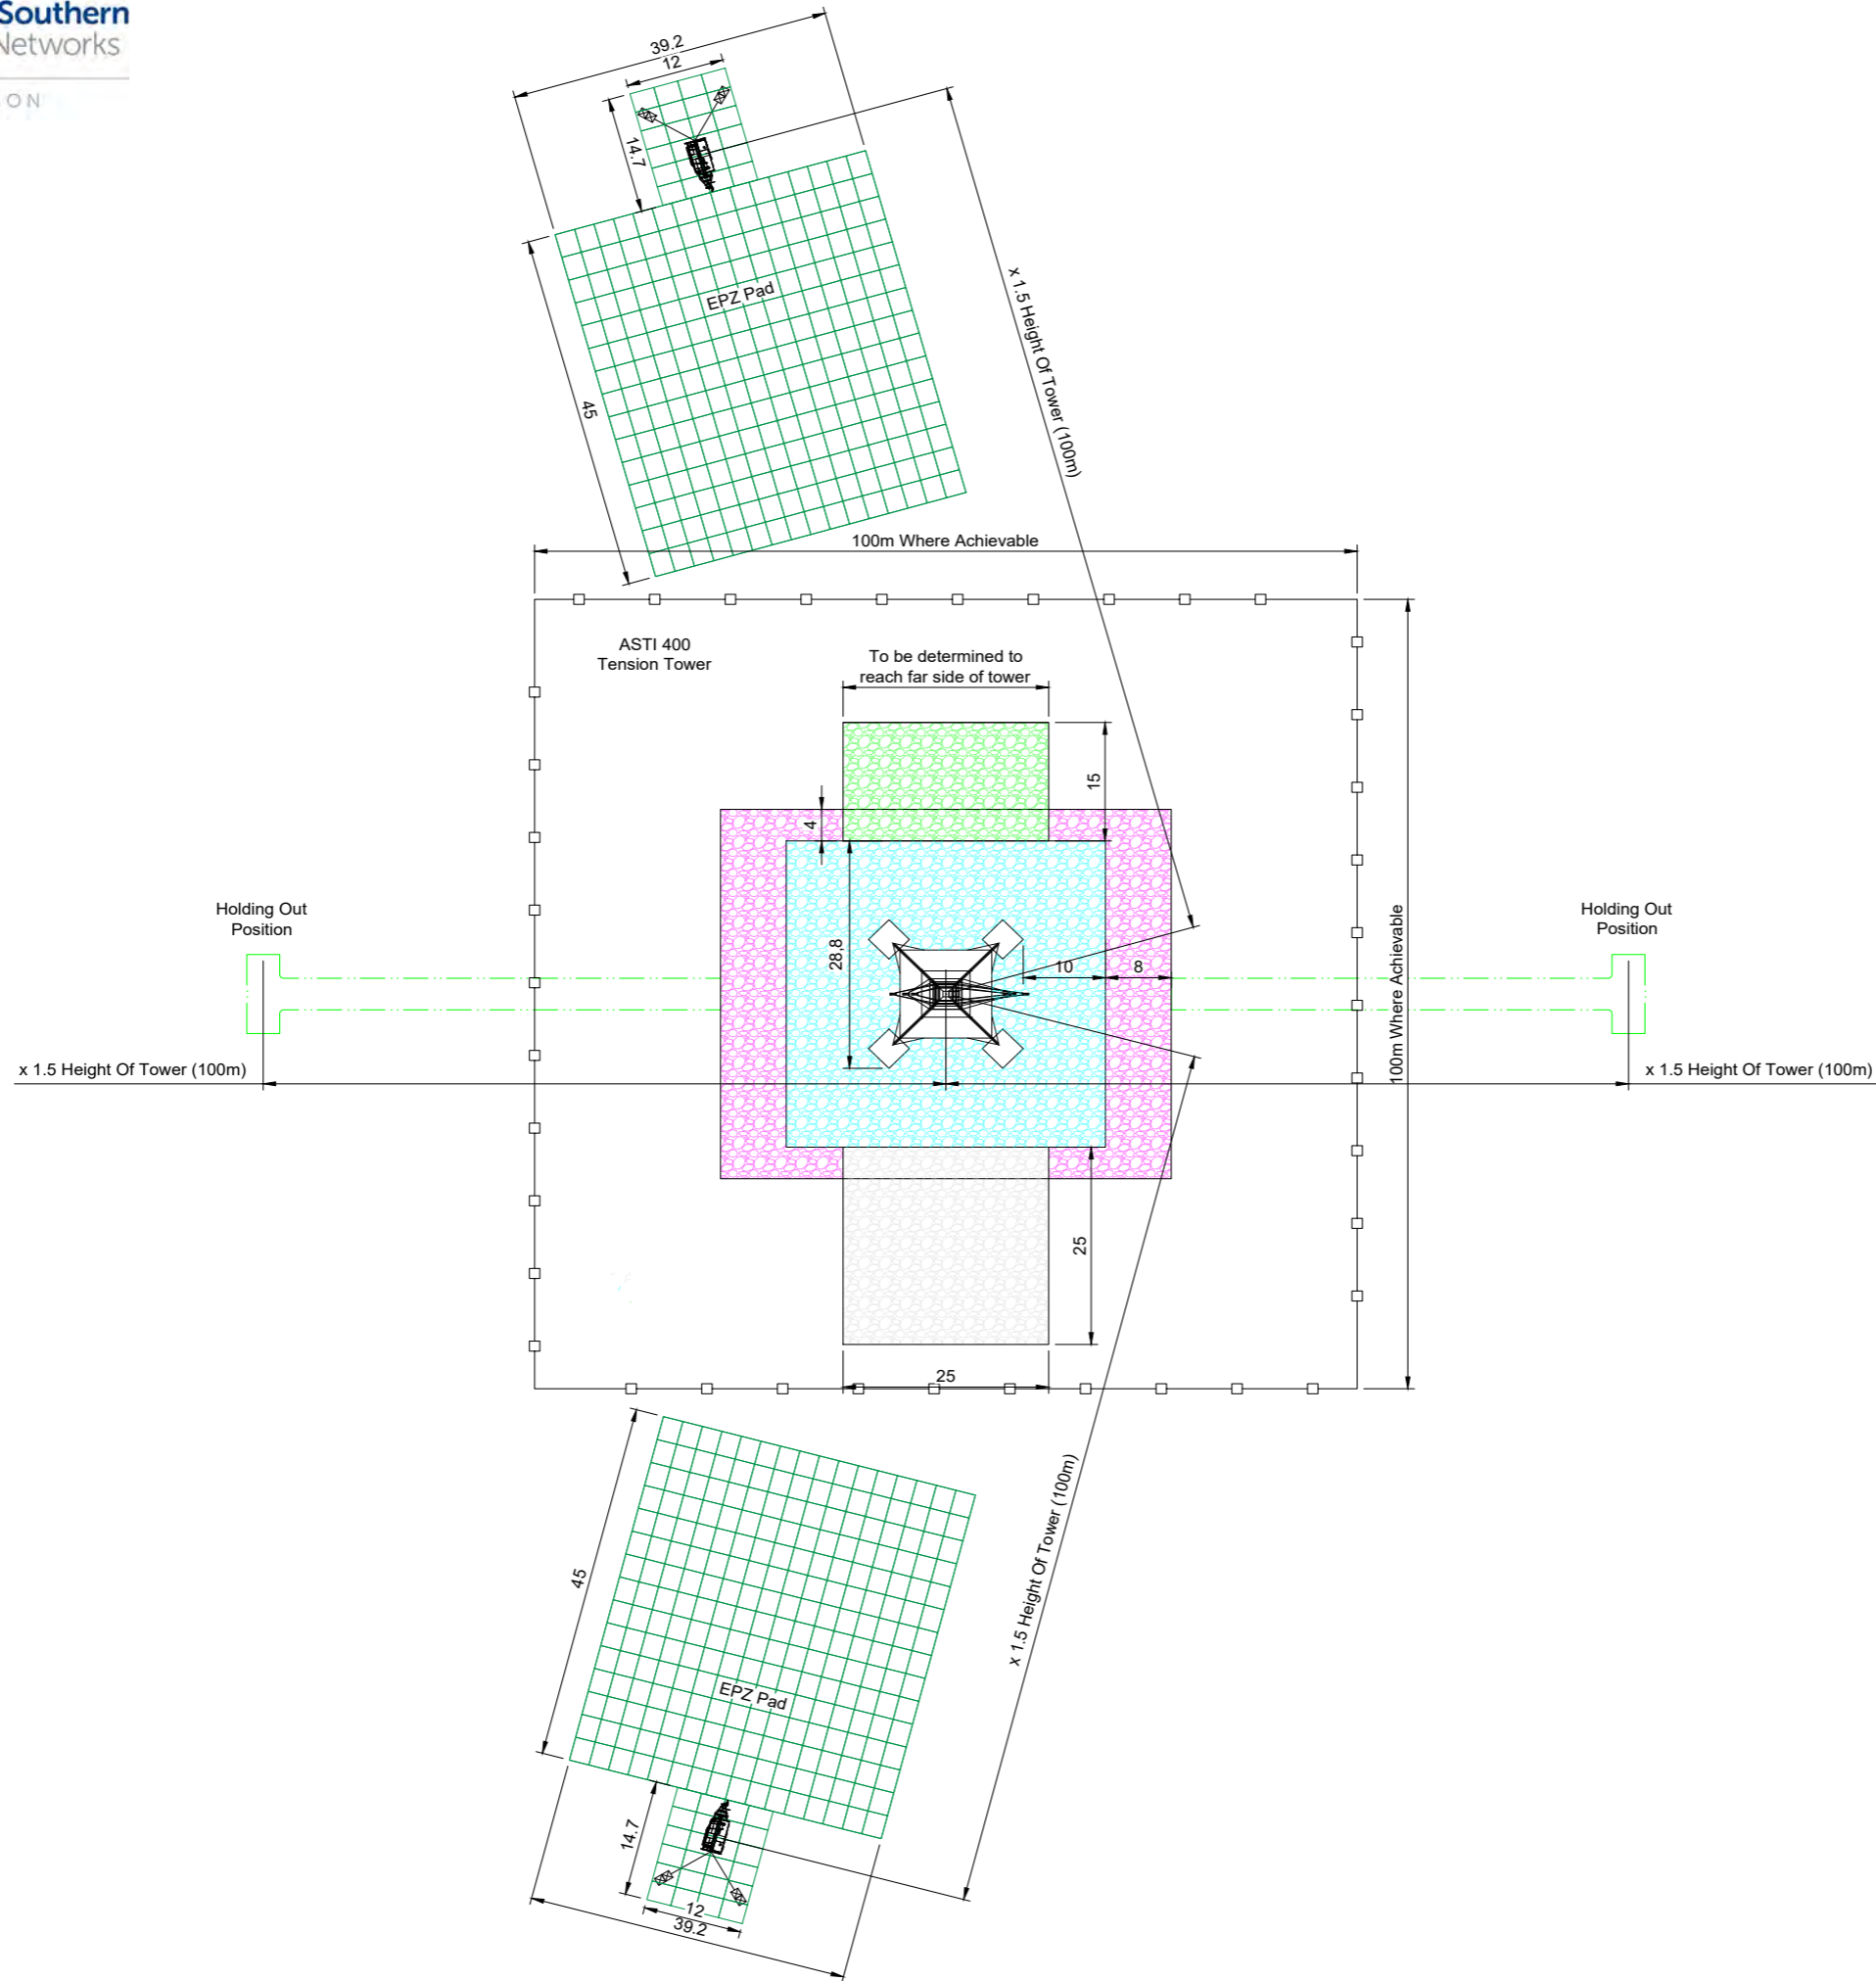 Southern
Networks
ON
39.2
12
14.7
x 1.5 Height Of Tower (100m)
EPZ Pad
45
100m Where Achievable
ASTI 400
Tension Tower
To be determined to
reach far side of tower
15
4
Holding Out
Position
28,8
10
8
Holding Out
Position
100m Where Achievable
x 1.5 Height Of Tower (100m)
x 1.5 Height Of Tower (100m)
25
25
x 1.5 Height Of Tower (100m)
45
EPZ Pad
14.7
12
39.2